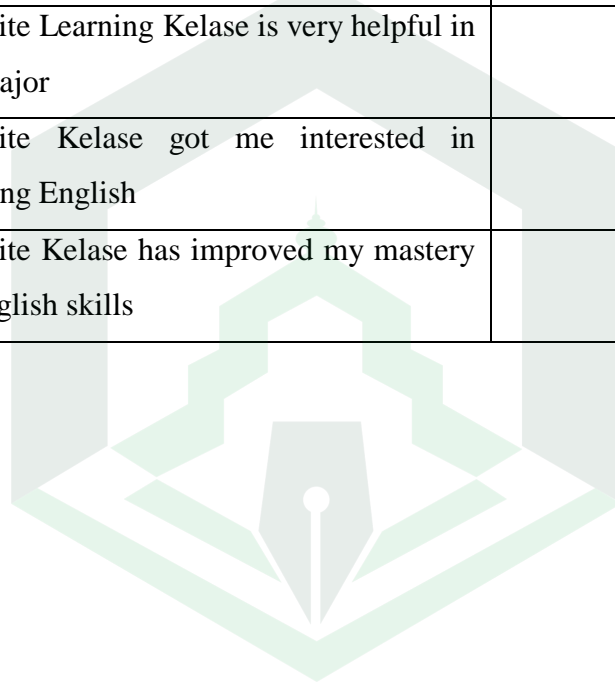 ite Learning Kelase is very helpful in
ajor
ite Kelase got me interested in
ng English
ite Kelase has improved my mastery
glish skills